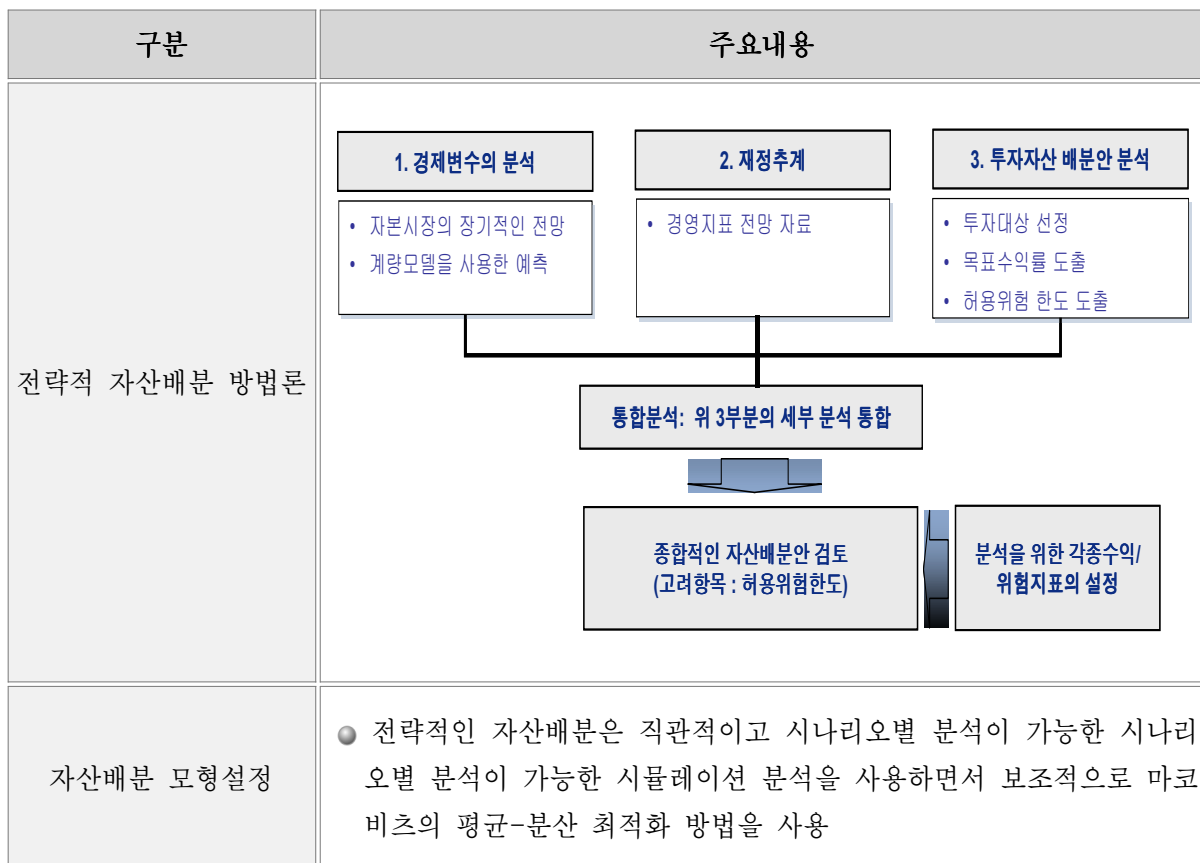 구분
주요내용
전략적 자산배분 방법론
1. 경제변수의 분석
• 자본시장의 장기적인 전망
• 계량모델을 사용한 예측
2. 재정추계
• 경영지표 전망 자료
3. 투자자산 배분안 분석
• 투자대상 선정
• 목표수익률 도출
• 허용위험 한도 도출
통합분석: 위 3부분의 세부 분석 통합
종합적인 자산배분안 검토
(고려항목 : 허용위험한도)
분석을 위한 각종수익/
위험지표의 설정
자산배분 모형설정
전략적인 자산배분은 직관적이고 시나리오별 분석이 가능한 시나리
오별 분석이 가능한 시뮬레이션 분석을 사용하면서 보조적으로 마코
비츠의 평균-분산 최적화 방법을 사용